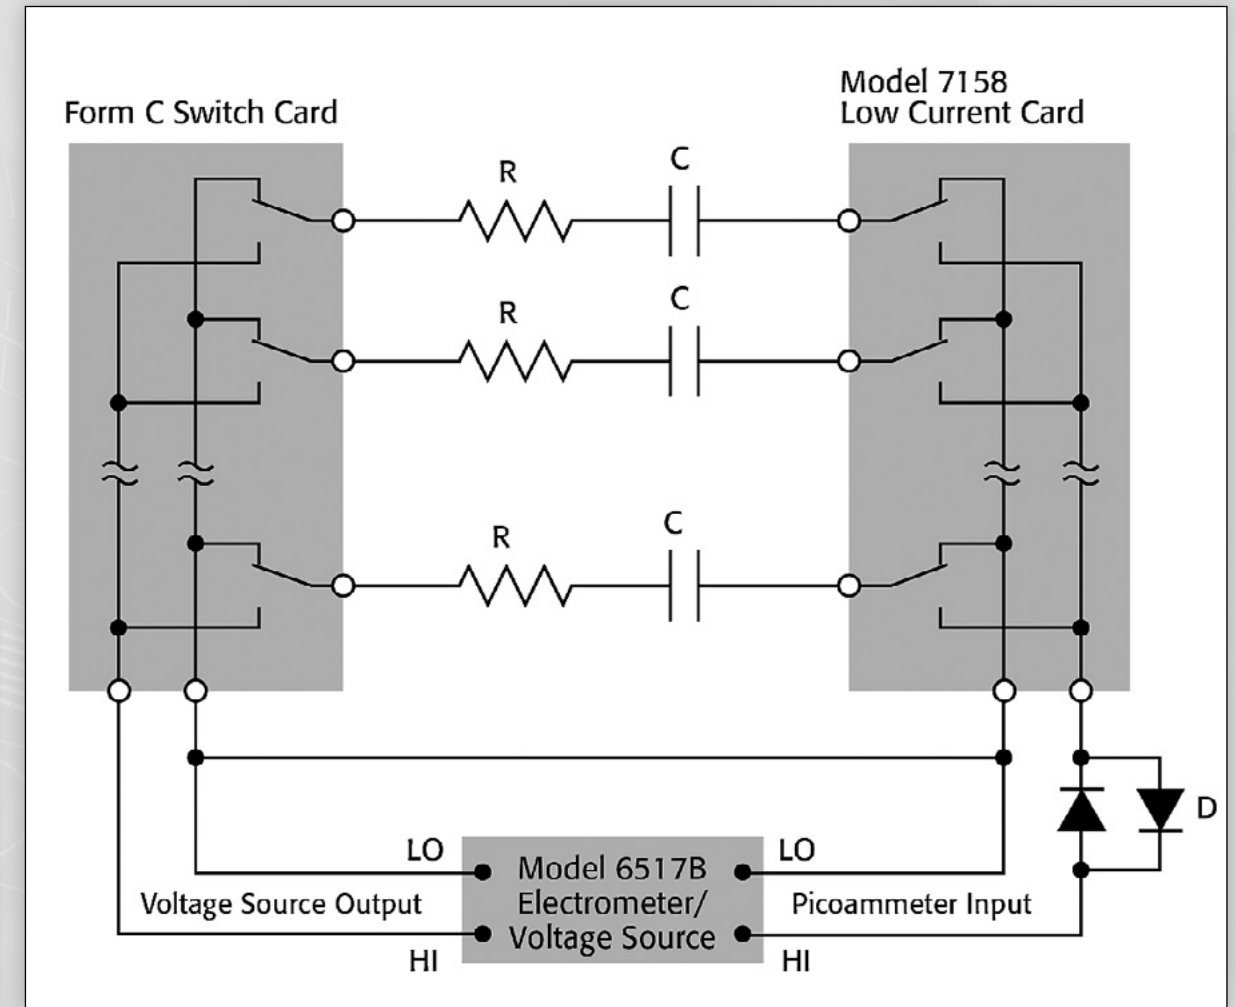 Model 7158
Form C Switch Card
Low Current Card
R
C
R
C
R
C
D
LO
Model 6517B
LO
Voltage Source Output
Electrometer/
Picoammeter Input
Voltage Source
HI
HI